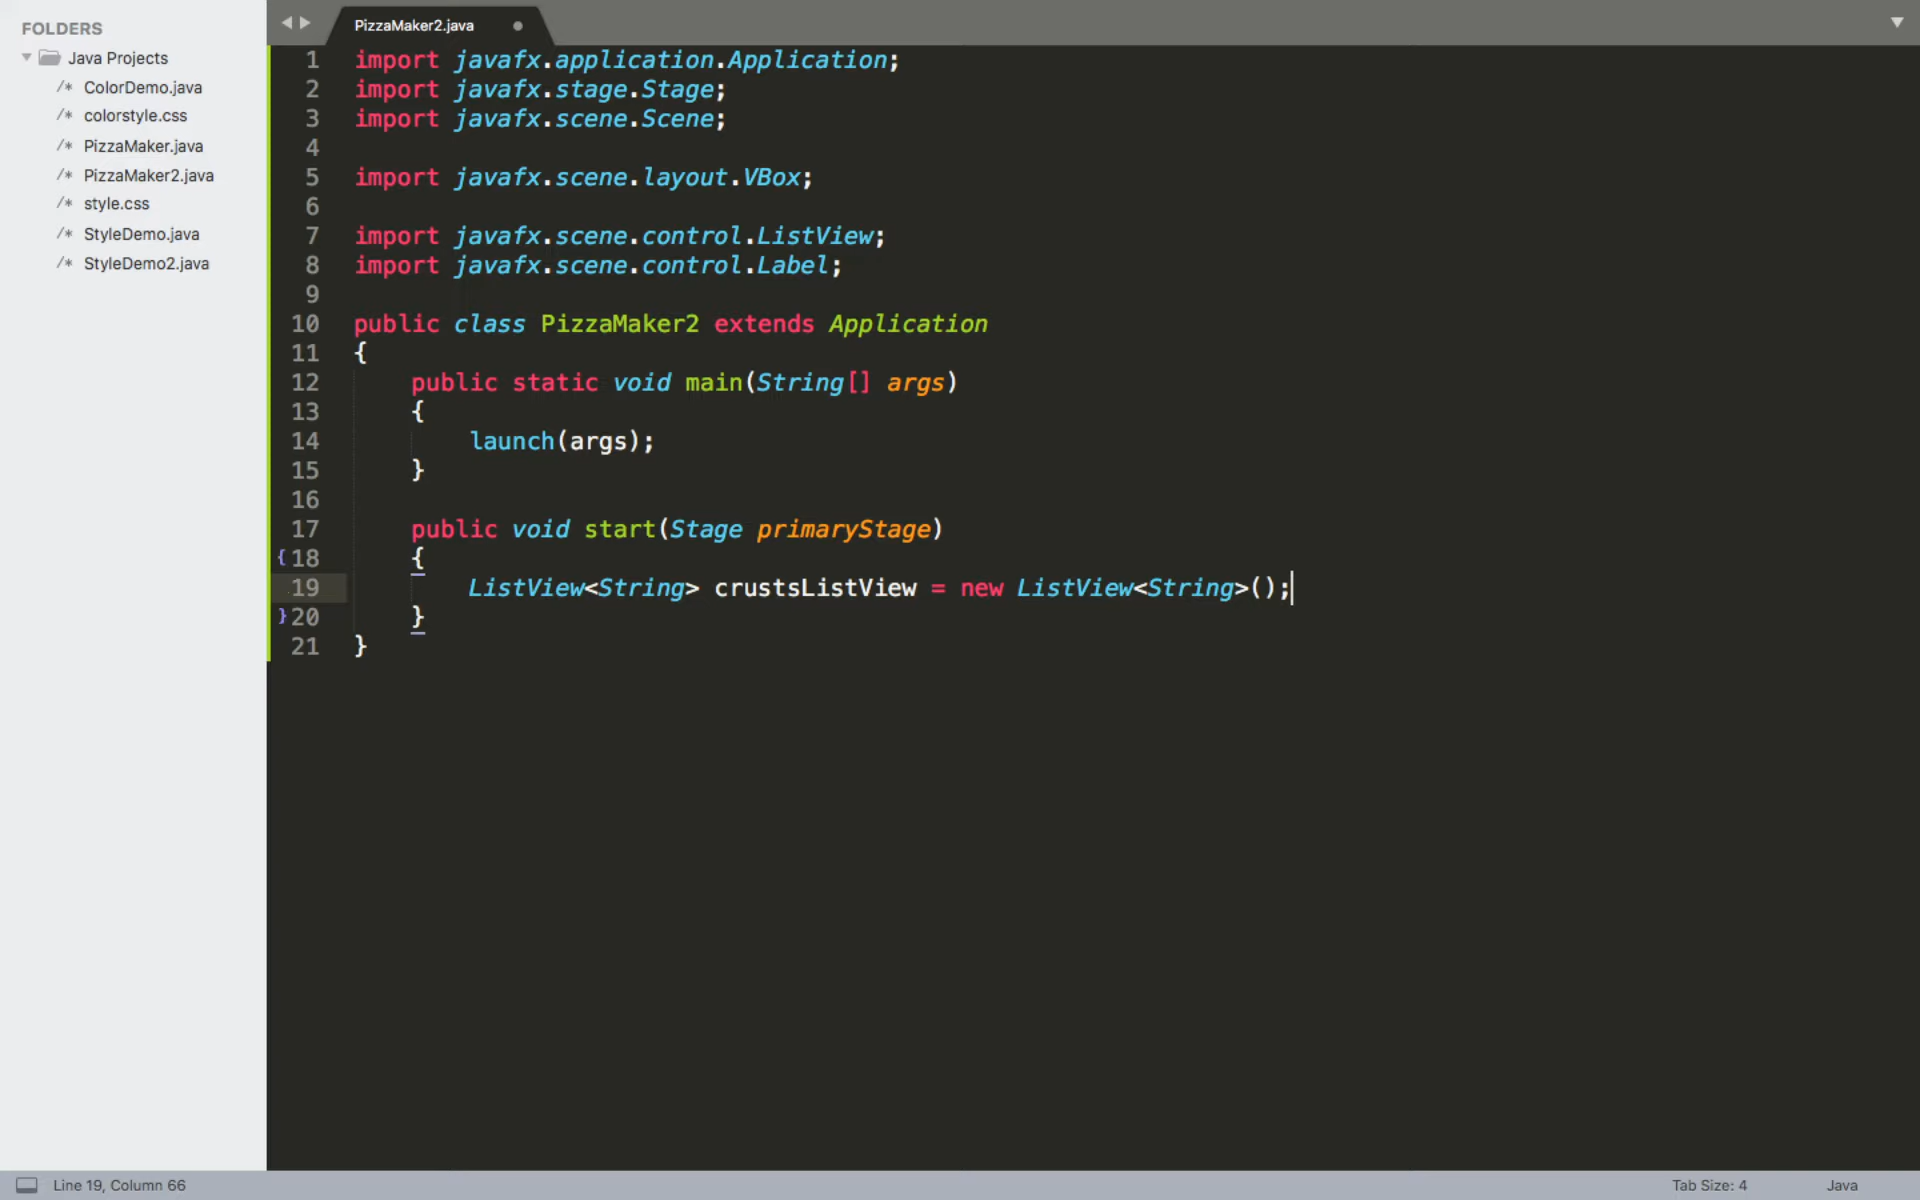 FOLDERS
Java Projects
/* ColorDemo.java
/* colorstyle.css
/* PizzaMaker.java
/* PizzaMaker2.java
/* style.css
/* StyleDemo.java
/* StyleDemo2.java
PizzaMaker2.java
1 import javafx.application.Application;
2 import javafx.stage.Stage;
3 import javafx.scene.Scene;
4
5 import javafx.scene.layout.VBox;
6
7 import javafx.scene.control.ListView;
8 import javafx.scene.control.Label;
9
10 public class PizzaMaker2 extends Application
11 {
12 public static void main(String[] args)
13 {
14 launch(args);
15 }
16
17 public void start(Stage primaryStage)
{ 18 {
19 ListView<String> crustsListView = new ListView<String>();
} 20 }
21 }
Line 19, Column 66
Tab Size: 4
Java